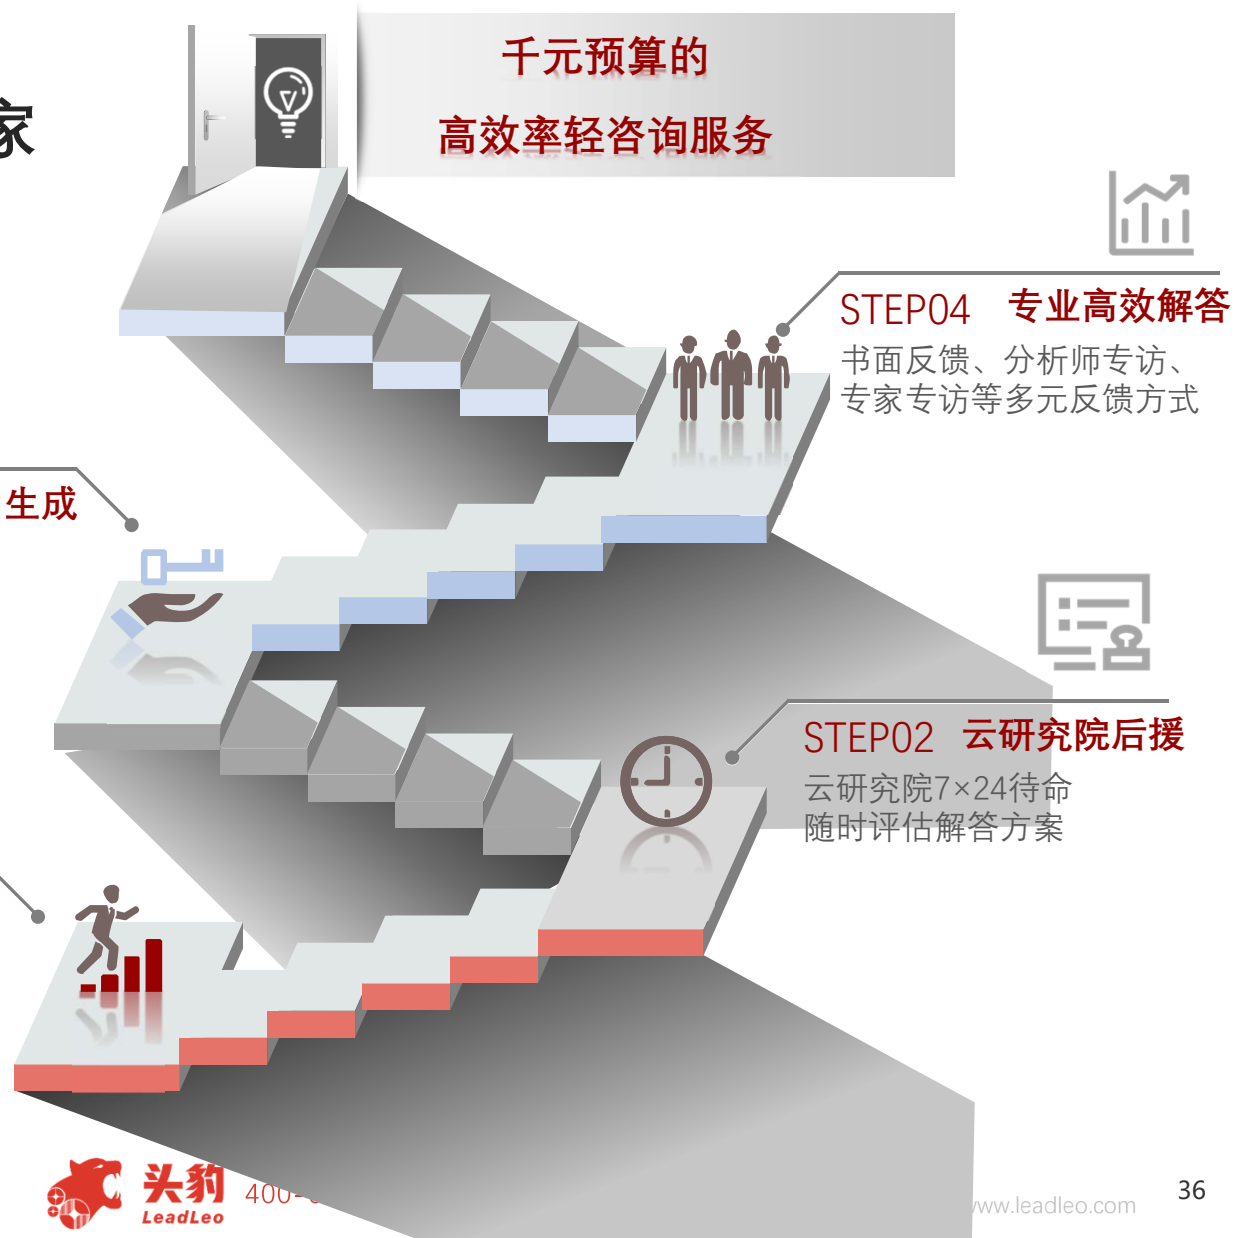 千元预算的
高效率轻咨询服务
家
STEP04 专业高效解答
书面反馈、分析师专访、
专家专访等多元反馈方式
生成
STEP02 云研究院后援
云研究院7×24待命
随时评估解答方案
头豹
LeadLeo
400-
www.leadleo.com
36